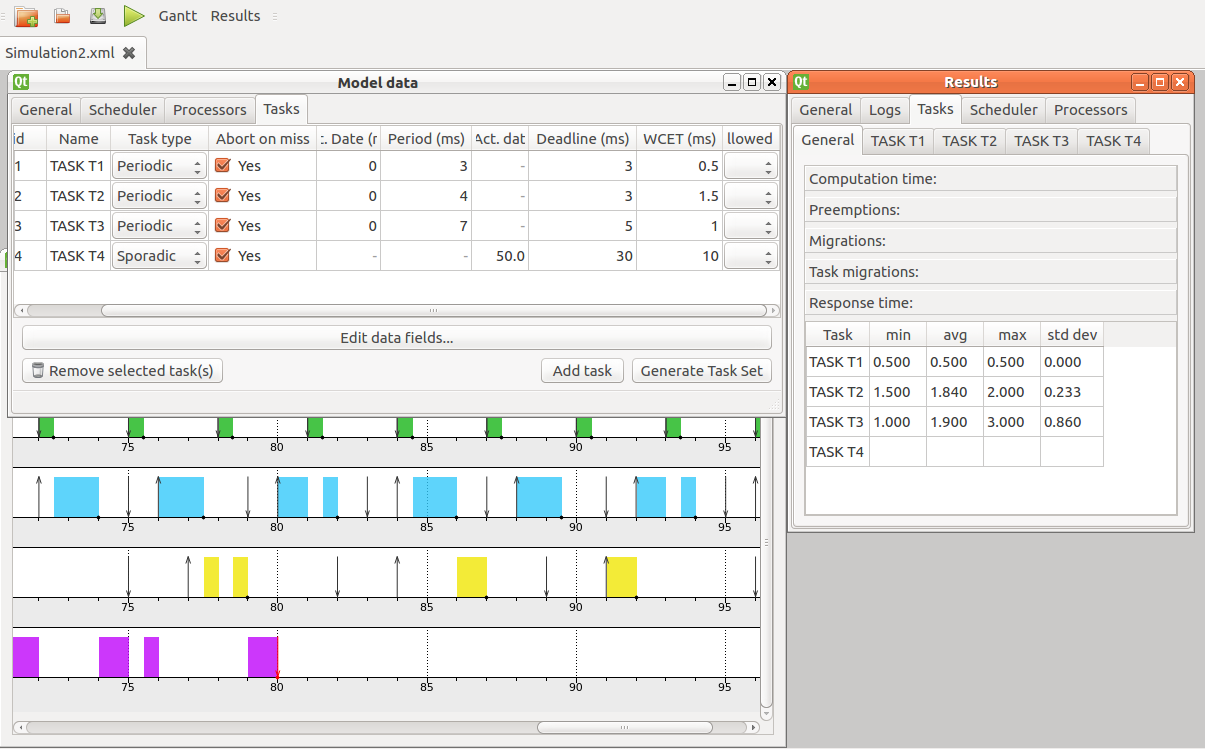 Gantt Results
Simulation2.xml
Qt Model data
General Scheduler Processors Tasks
id Name Task type Abort on miss :. Date (r Period (ms) Act. dat Deadline (ms) WCET (ms) llowed
1 TASK T1 Periodic Yes 0 3 - 3 0.5
2 TASK T2 Periodic Yes 0 4 - 3 1.5
3 TASK T3 Periodic Yes 0 7 - 5 1
4 TASK T4 Sporadic Yes - - 50.0 30 10
Edit data fields...
Remove selected task(s) Add task Generate Task Set
75 80 85 90 95
75 80 85 90 95
75 80 85 90 95
75 80 85 90 95
Qt Results
General Logs Tasks Scheduler Processors
General TASK T1 TASK T2 TASK T3 TASK T4
Computation time:
Preemptions:
Migrations:
Task migrations:
Response time:
Task min avg max std dev
TASK T1 0.500 0.500 0.500 0.000
TASK T2 1.500 1.840 2.000 0.233
TASK T3 1.000 1.900 3.000 0.860
TASK T4